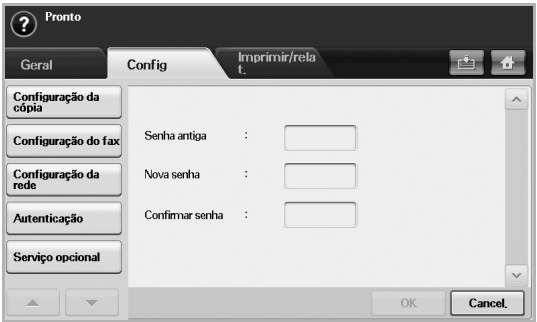 ? Pronto
Geral
Config
Imprimir/rela
t.
Configuração da
cópia
Configuração do fax
Configuração da
rede
Autenticação
Serviço opcional
Senha antiga :
Nova senha :
Confirmar senha :
OK
Cancel.